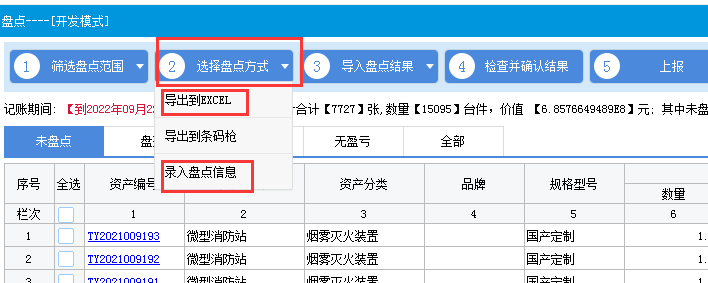 盘点----[开发模式]
1 筛选盘点范围 2 选择盘点方式 3 导入盘点结果 4 检查并确认结果 5 上报
导出到EXCEL
记账期间: 【到2022年09月2 合计【7727】张,数量【15095】台件, 价值 【6.8576649489E8】元; 其中未盘
导出到条码枪
未盘点 盘 无盈亏 全部
录入盘点信息
序号 全选 资产编号 资产分类 品牌 规格型号 数量
栏次 1 2 3 4 5 6
1 TY2021009193 微型消防站 烟雾灭火装置 国产定制 1.
2 TY2021009192 微型消防站 烟雾灭火装置 国产定制 1.
3 TY2021009191 微型消防站 烟雾灭火装置 国产定制 1.